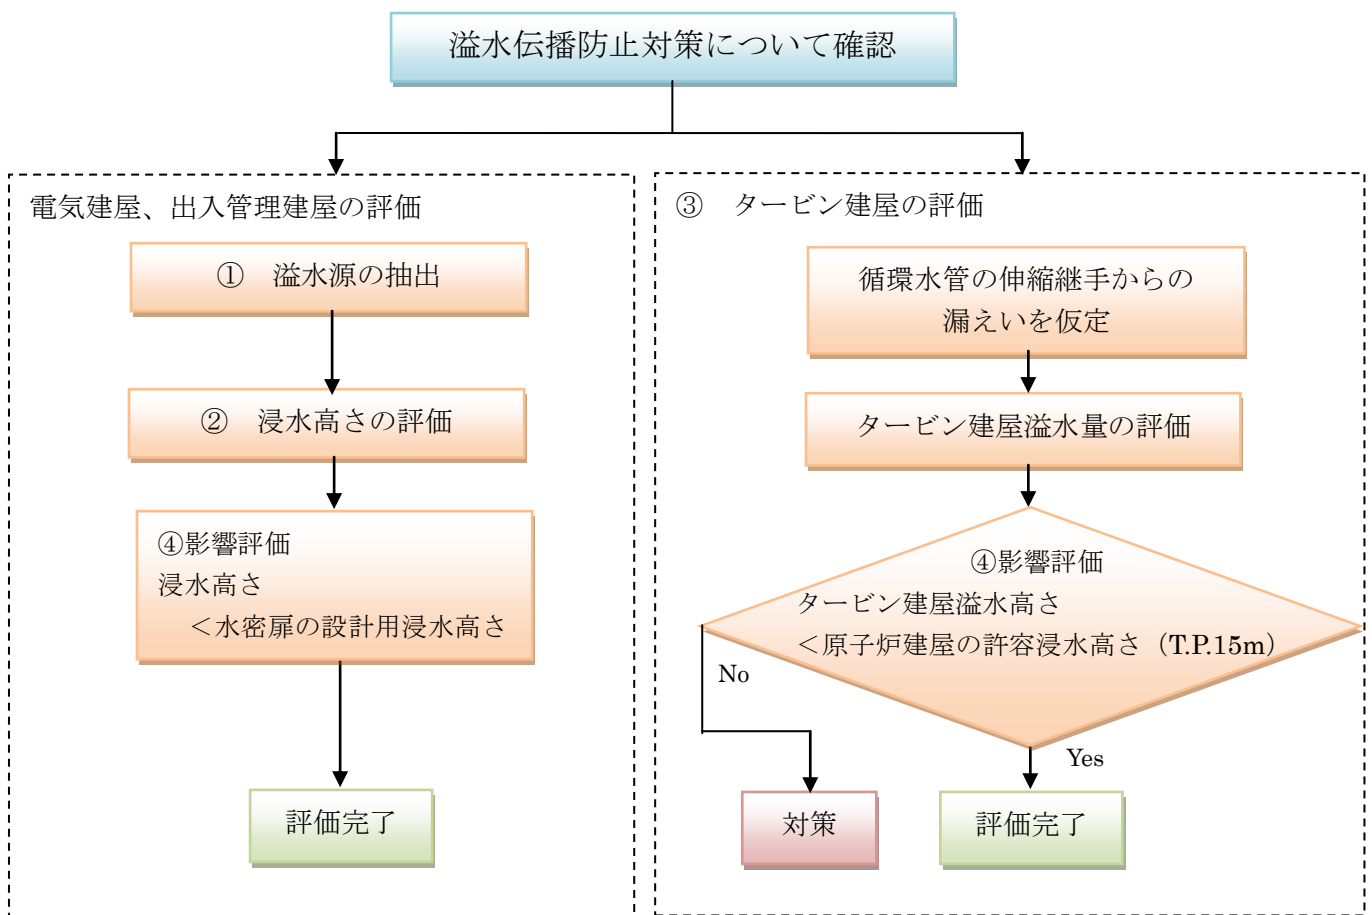 溢水伝播防止対策について確認
電気建屋、出入管理建屋の評価
① 溢水源の抽出
② 浸水高さの評価
④影響評価
浸水高さ
＜水密扉の設計用浸水高さ
評価完了
③ タービン建屋の評価
循環水管の伸縮継手からの
漏えいを仮定
タービン建屋溢水量の評価
④影響評価
タービン建屋溢水高さ
＜原子炉建屋の許容浸水高さ（T.P.15m）
No
Yes
対策
評価完了